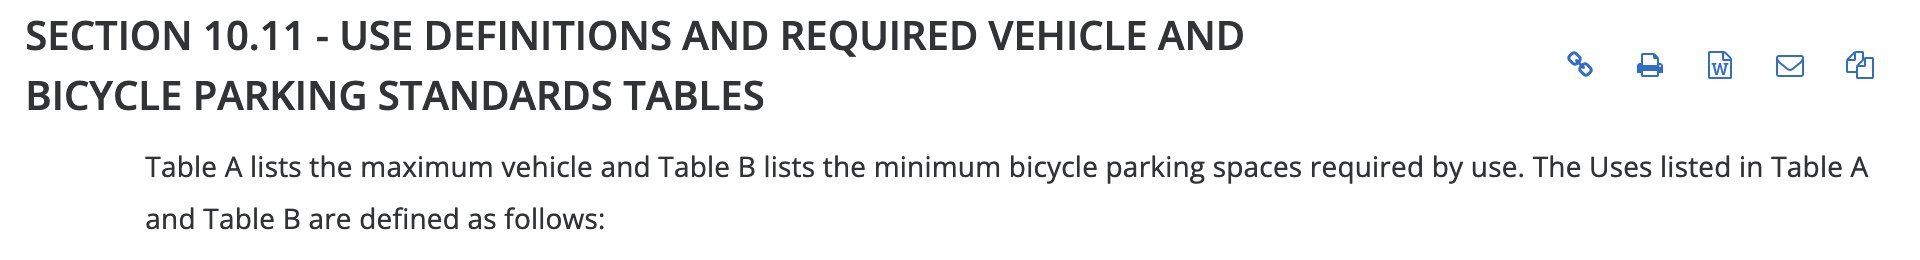 SECTION 10.11 - USE DEFINITIONS AND REQUIRED VEHICLE AND
BICYCLE PARKING STANDARDS TABLES
Table A lists the maximum vehicle and Table B lists the minimum bicycle parking spaces required by use. The Uses listed in Table A
and Table B are defined as follows: